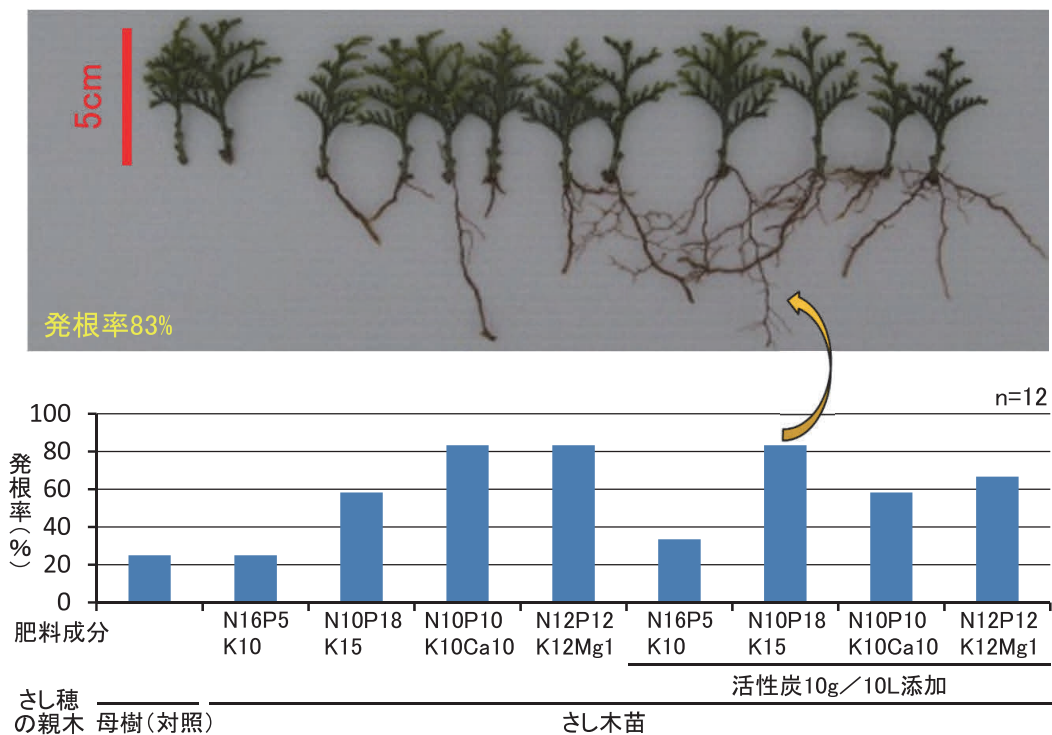 5cm
発根率83%
n=12
発根率(%)
100
80
60
40
20
0
肥料成分
N16P5
K10
N10P18
K15
N10P10
K10Ca10
N12P12
K12Mg1
N16P5
K10
N10P18
K15
N10P10
K10Ca10
N12P12
K12Mg1
活性炭10g／10L添加
さし穂
の親木
母樹(対照)
さし木苗